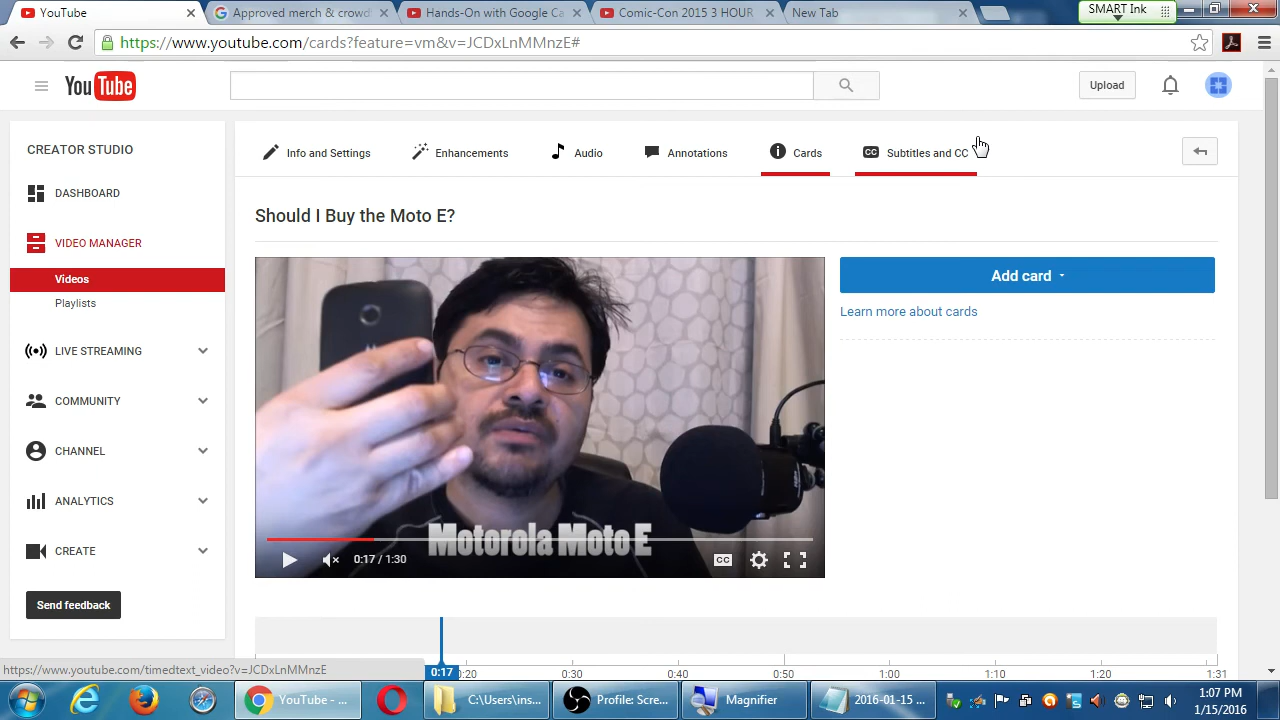 YouTube
Approved merch & crowdf
Hands-On with Google Ca
Comic-Con 2015 3 HOUR
New Tab
SMART Ink
https://www.youtube.com/cards?feature=vm&v=JCDxLnMMnzE#
YouTube
Upload
CREATOR STUDIO
Info and Settings
Enhancements
Audio
Annotations
Cards
CC Subtitles and CC
DASHBOARD
VIDEO MANAGER
Videos
Playlists
LIVE STREAMING
COMMUNITY
CHANNEL
ANALYTICS
CREATE
Send feedback
Should I Buy the Moto E?
Add card
Learn more about cards
Motorola Moto E
0:17 / 1:30
CC
0:17
0:20
0:30
0:40
0:50
1:00
1:10
1:20
1:31
https://www.youtube.com/timedtext_video?v=JCDxLnMMnzE
YouTube - ...
C:\Users\ins...
Profile: Scre...
Magnifier
2016-01-15 ...
1:07 PM
1/15/2016